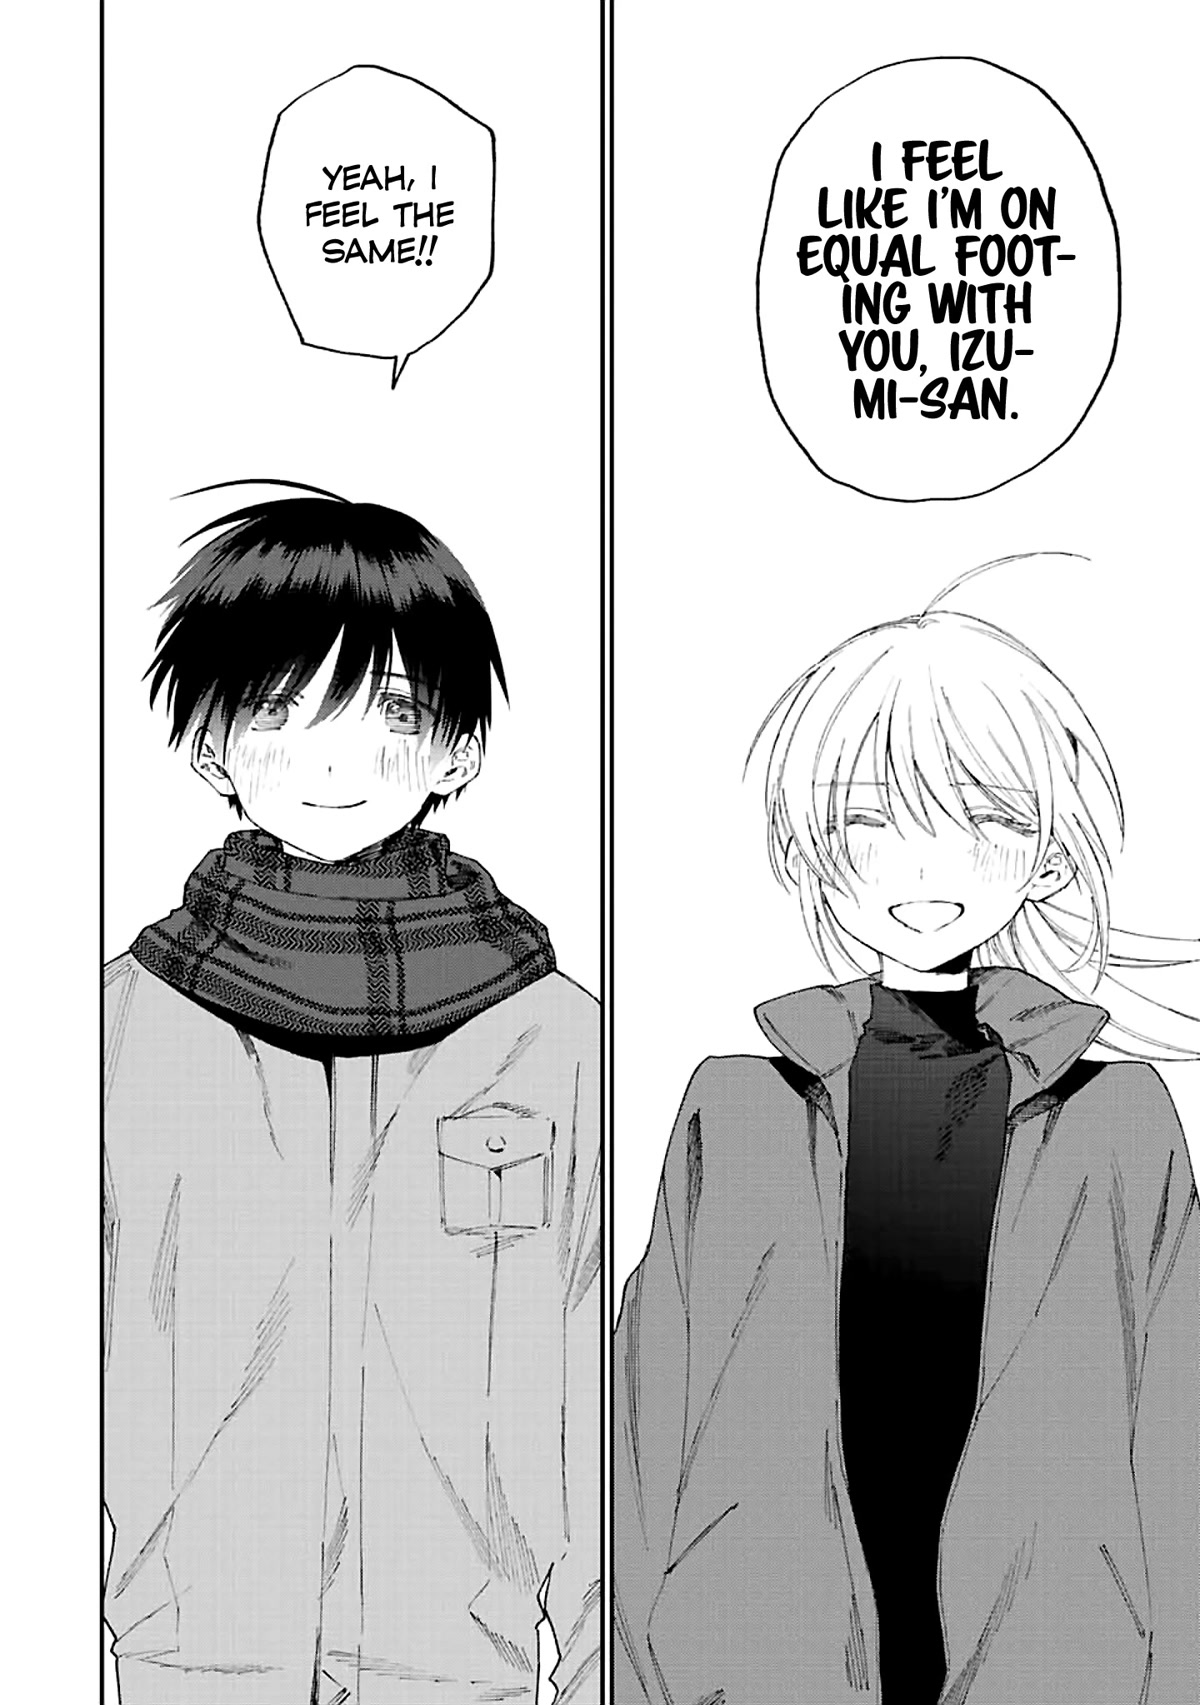 I FEEL
LIKE I'M ON
EQUAL FOOT-
ING WITH
YOU, IZU-
MI-SAN.
YEAH, I
FEEL THE
SAME!!